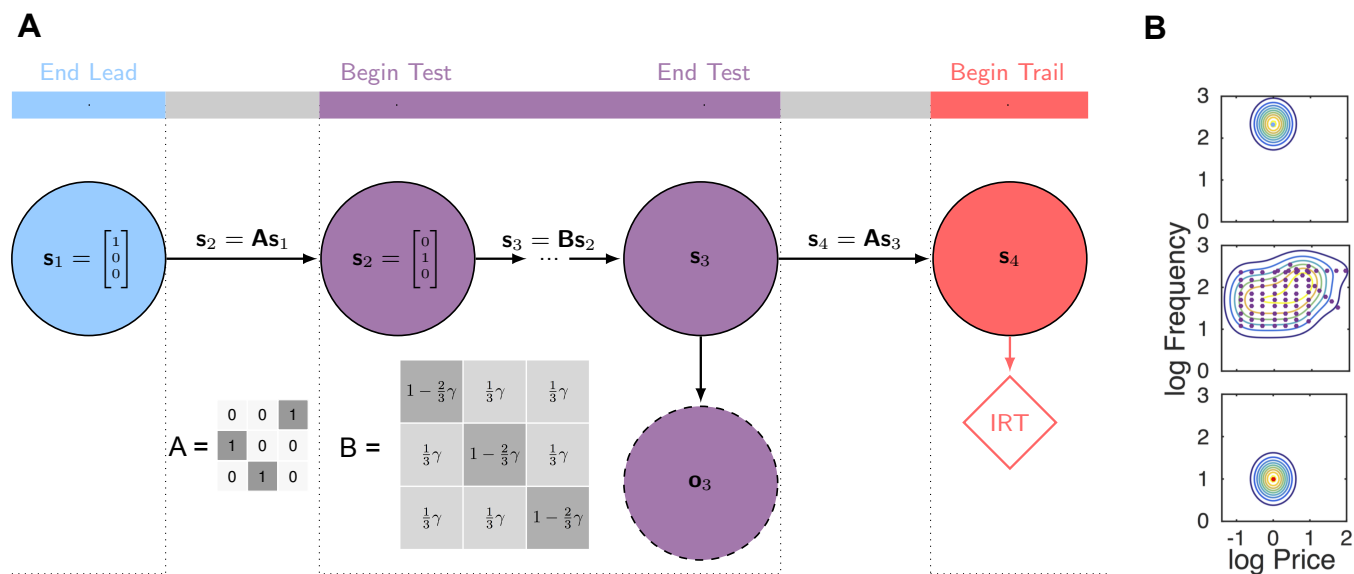 A
B
End Lead
Begin Test
End Test
Begin Trail
s₁ = [1 0 0]
s₂ = As₁
s₂ = [0 1 0]
s₃ = Bs₂
...
s₃
s₄ = As₃
s₄
A =
0 0 1
1 0 0
0 1 0
B =
1 − 2/3γ 1/3γ 1/3γ
1/3γ 1 − 2/3γ 1/3γ
1/3γ 1/3γ 1 − 2/3γ
o₃
IRT
log Frequency
3
2
1
0
3
2
1
0
3
2
1
0
-1 0 1 2
log Price